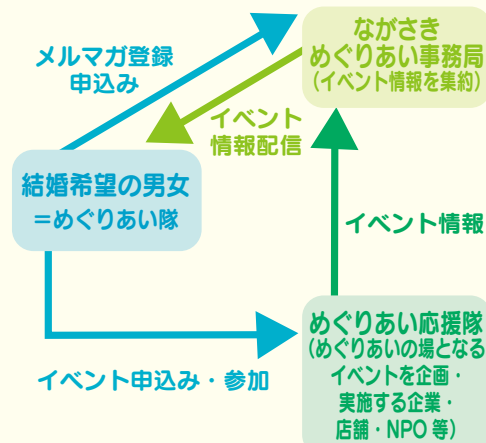 メルマガ登録
申込み
ながさき
めぐりあい事務局
(イベント情報を集約)
イベント
情報配信
結婚希望の男女
=めぐりあい隊
イベント情報
イベント申込み・参加
めぐりあい応援隊
(めぐりあいの場となる
イベントを企画・
実施する企業・
店舗・NPO 等)